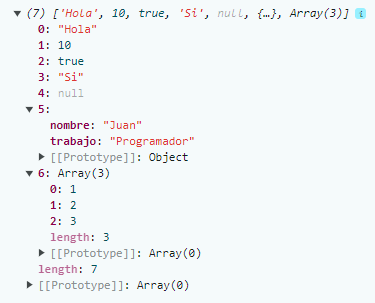 ▼ (7) ['Hola', 10, true, 'Si', null, {…}, Array(3)] i
0: "Hola"
1: 10
2: true
3: "Si"
4: null
▼ 5:
nombre: "Juan"
trabajo: "Programador"
▶ [[Prototype]]: Object
▼ 6: Array(3)
0: 1
1: 2
2: 3
length: 3
▶ [[Prototype]]: Array(0)
length: 7
▶ [[Prototype]]: Array(0)